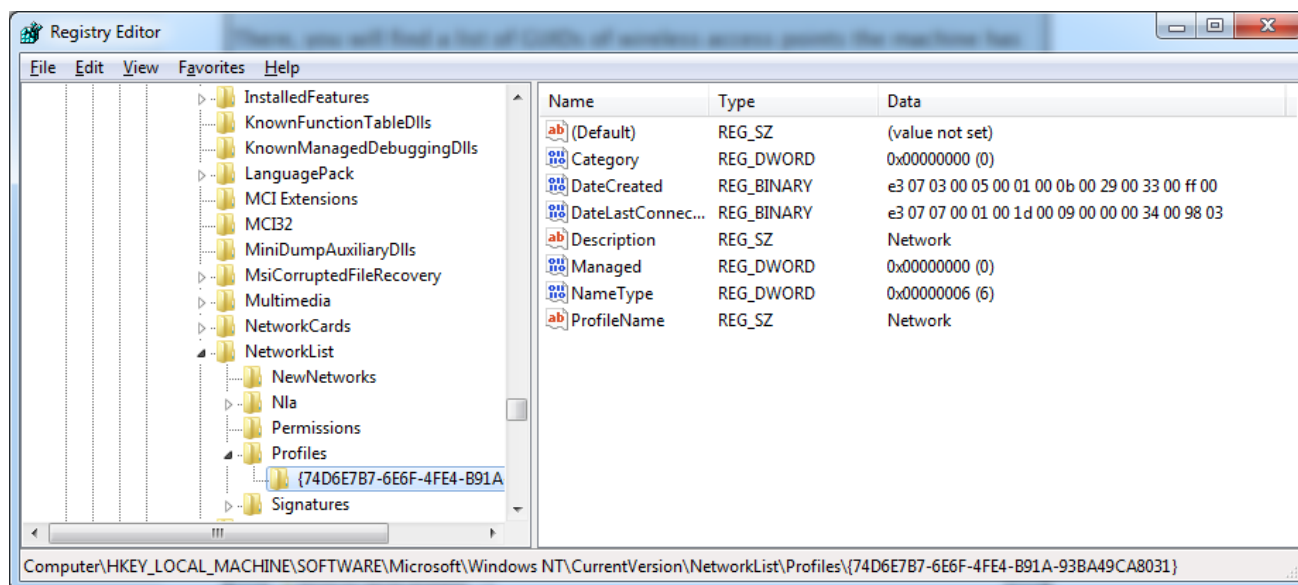 Registry Editor
There, you will find a list of GUIDs of wireless access points the machine has
File Edit View Favorites Help
InstalledFeatures
KnownFunctionTableDlls
KnownManagedDebuggingDlls
LanguagePack
MCI Extensions
MCI32
MiniDumpAuxiliaryDlls
MsiCorruptedFileRecovery
Multimedia
NetworkCards
NetworkList
NewNetworks
Nla
Permissions
Profiles
{74D6E7B7-6E6F-4FE4-B91A
Signatures
Name Type Data
(Default) REG_SZ (value not set)
Category REG_DWORD 0x00000000 (0)
DateCreated REG_BINARY e3 07 03 00 05 00 01 00 0b 00 29 00 33 00 ff 00
DateLastConnec... REG_BINARY e3 07 07 00 01 00 1d 00 09 00 00 00 34 00 98 03
Description REG_SZ Network
Managed REG_DWORD 0x00000000 (0)
NameType REG_DWORD 0x00000006 (6)
ProfileName REG_SZ Network
Computer\HKEY_LOCAL_MACHINE\SOFTWARE\Microsoft\Windows NT\CurrentVersion\NetworkList\Profiles\{74D6E7B7-6E6F-4FE4-B91A-93BA49CA8031}